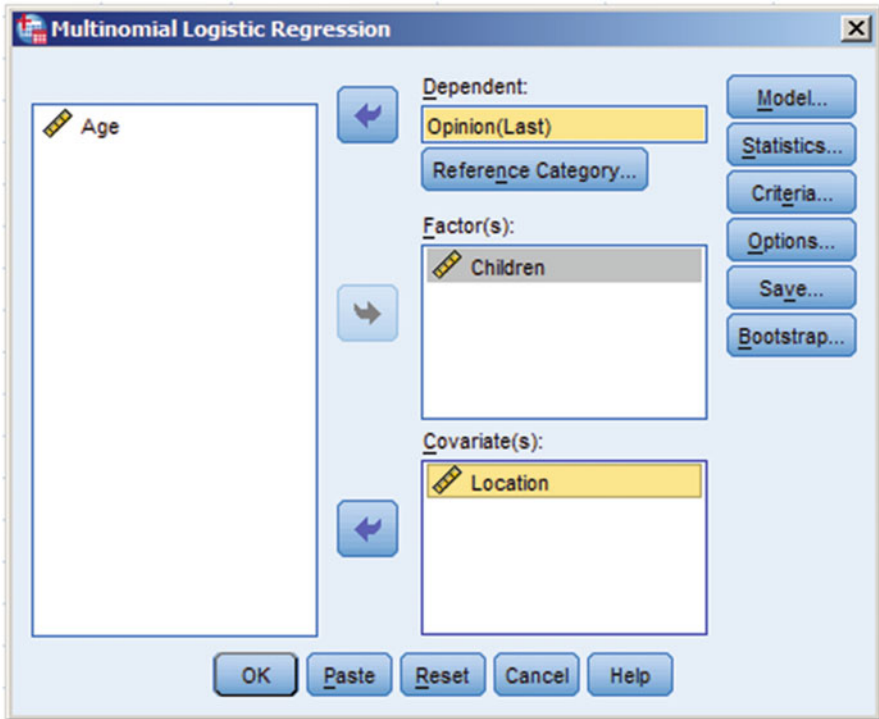 Multinomial Logistic Regression
Age
Dependent:
Opinion(Last)
Reference Category...
Factor(s):
Children
Covariate(s):
Location
Model...
Statistics...
Criteria...
Options...
Save...
Bootstrap...
OK
Paste
Reset
Cancel
Help